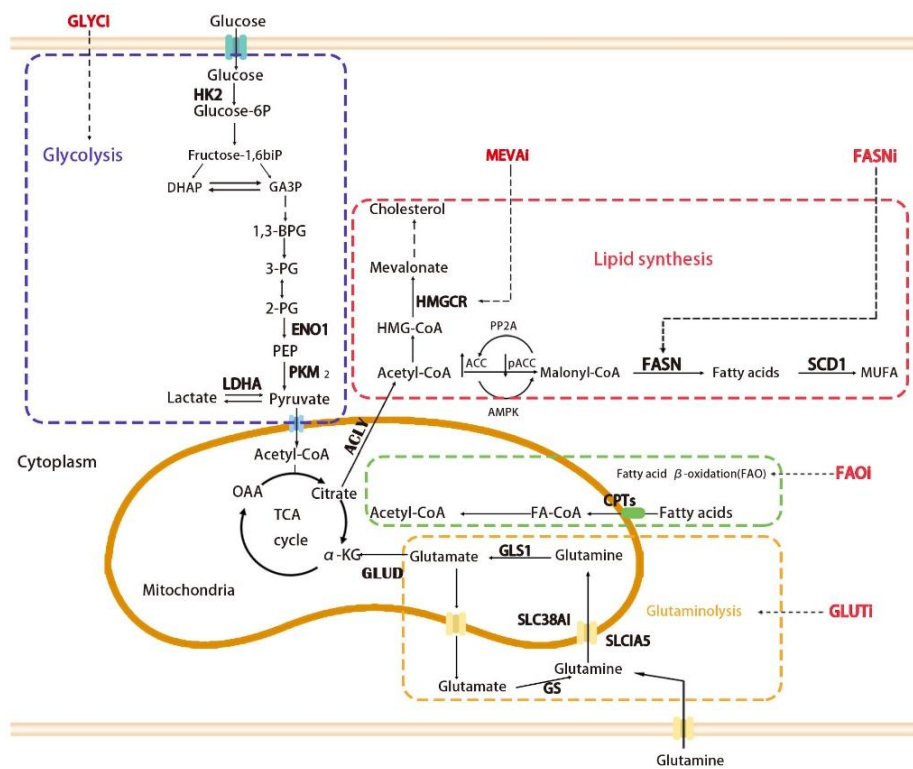 GLYCi
Glucose
Glucose
HK2
Glucose-6P
Glycolysis
Fructose-1,6biP
DHAP
GA3P
1,3-BPG
3-PG
2-PG
ENO1
PEP
PKM 2
LDHA
Lactate
Pyruvate
MEVAi
FASNi
Lipid synthesis
Cholesterol
Mevalonate
HMGCR
HMG-CoA
PP2A
Acetyl-CoA
ACC
pACC
Malonyl-CoA
FASN
Fatty acids
SCD1
MUFA
AMPK
ACLY
Cytoplasm
Acetyl-CoA
OAA
Citrate
TCA
cycle
α-KG
Mitochondria
Fatty acid β-oxidation(FAO)
FAOi
CPTs
Acetyl-CoA
FA-CoA
Fatty acids
Glutamate
GLS1
Glutamine
GLUD
Glutaminolysis
GLUTi
SLC38AI
SLCIA5
Glutamine
Glutamate
GS
Glutamine